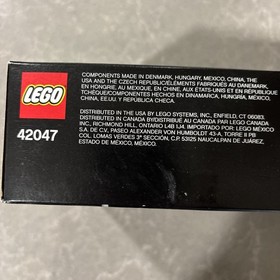 LEGO
42047
COMPONENTS MADE IN DENMARK, HUNGARY, MEXICO, CHINA, THE
USA AND THE CZECH REPUBLIC/ÉLÉMENTS FABRIQUÉS AU DANEMARK,
EN HONGRIE, AU MEXIQUE, EN CHINE, AUX ÉTATS-UNIS ET EN RÉPUBLIQUE
TCHÈQUE/COMPONENTES HECHOS EN DINAMARCA, HUNGRÍA, MÉXICO,
CHINA, EE.UU. Y REPÚBLICA CHECA.
DISTRIBUTED IN THE USA BY LEGO SYSTEMS, INC., ENFIELD, CT 06083.
DISTRIBUTED IN CANADA BY/DISTRIBUÉ AU CANADA PAR LEGO CANADA INC.
RICHMOND HILL, ONTARIO L4B 1J4. IMPORTADO POR: LEGO MÉXICO
S.A. DE C.V., PASEO ALEXANDER VON HUMBOLDT 43-A, TORRE II PB
COL. LOMAS VERDES 3ª SECCIÓN, C.P. 53125 NAUCALPAN DE JUÁREZ,
ESTADO DE MÉXICO, MÉXICO